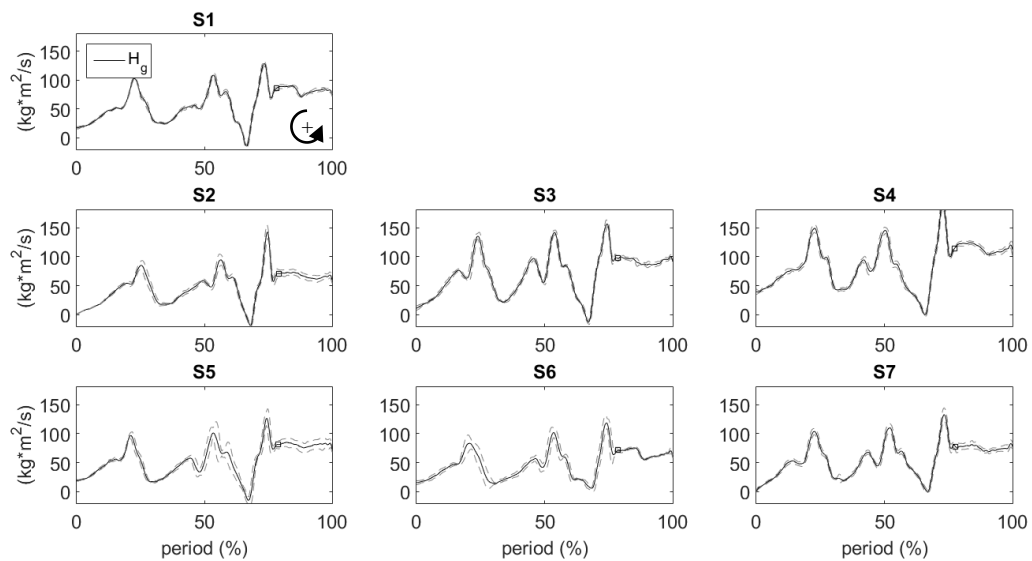 S1
(kg*m²/s)
150
100
50
0
H_g
0 50 100
S2 S3 S4
(kg*m²/s)
150 150 150
100 100 100
50 50 50
0 0 0
0 50 100 0 50 100 0 50 100
S5 S6 S7
(kg*m²/s)
150 150 150
100 100 100
50 50 50
0 0 0
0 50 100 0 50 100 0 50 100
period (%) period (%) period (%)